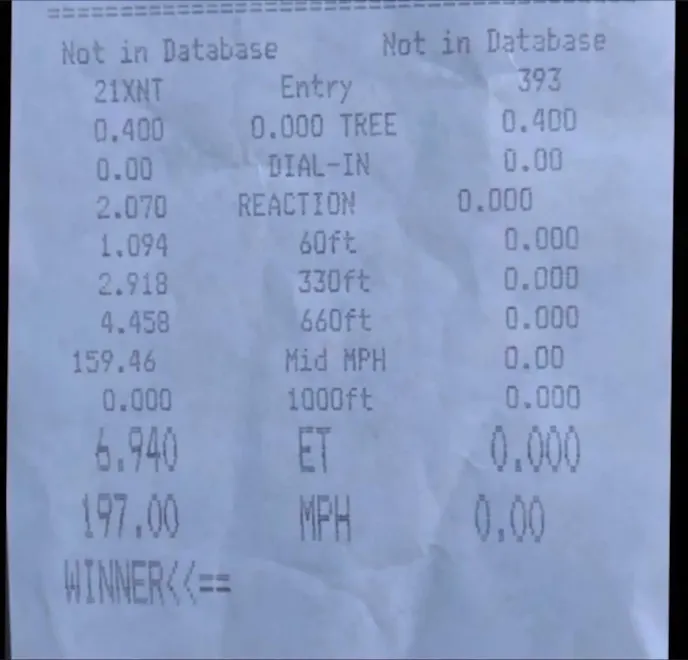 ================================================
Not in Database Not in Database
21XNT Entry 393
0.400 0.000 TREE 0.400
0.00 DIAL-IN 0.00
2.070 REACTION 0.000
1.094 60ft 0.000
2.918 330ft 0.000
4.458 660ft 0.000
159.46 Mid MPH 0.00
0.000 1000ft 0.000
6.940 ET 0.000
197.00 MPH 0.00
WINNER<<==